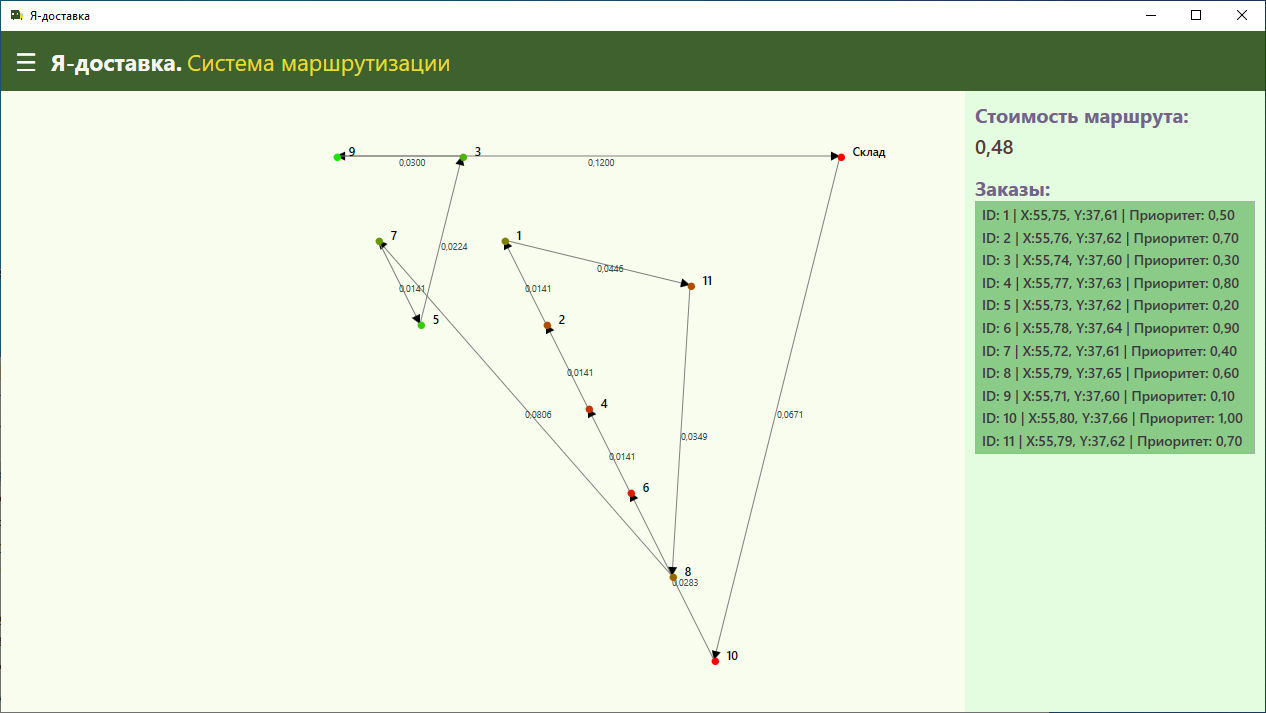 Я-доставка
☰ Я-доставка. Система маршрутизации
9
3
Склад
0,0300
0,1200
7
1
0,0224
0,0446
11
0,0141
0,0141
5
2
0,0141
4
0,0806
0,0671
0,0349
0,0141
6
8
0,0283
10
Стоимость маршрута:
0,48
Заказы:
ID: 1 | X:55,75, Y:37,61 | Приоритет: 0,50
ID: 2 | X:55,76, Y:37,62 | Приоритет: 0,70
ID: 3 | X:55,74, Y:37,60 | Приоритет: 0,30
ID: 4 | X:55,77, Y:37,63 | Приоритет: 0,80
ID: 5 | X:55,73, Y:37,62 | Приоритет: 0,20
ID: 6 | X:55,78, Y:37,64 | Приоритет: 0,90
ID: 7 | X:55,72, Y:37,61 | Приоритет: 0,40
ID: 8 | X:55,79, Y:37,65 | Приоритет: 0,60
ID: 9 | X:55,71, Y:37,60 | Приоритет: 0,10
ID: 10 | X:55,80, Y:37,66 | Приоритет: 1,00
ID: 11 | X:55,79, Y:37,62 | Приоритет: 0,70